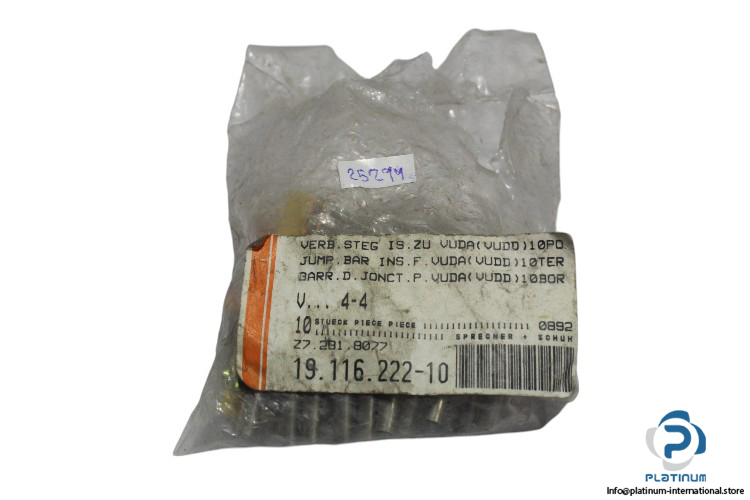 25294
VERB.STEG IS.ZU VUDA(VUDD)10PO
JUMP.BAR INS.F.VUDA(VUDD)10TER
BARR.D.JONCT.P.VUDA(VUDD)10BOR
V... 4-4
10 STUECK PIECE PIECE 0892
SPRECHER + SCHUH
Z7.281.8077
19.116.222-10
PLATINUM
Info@platinum-international.store